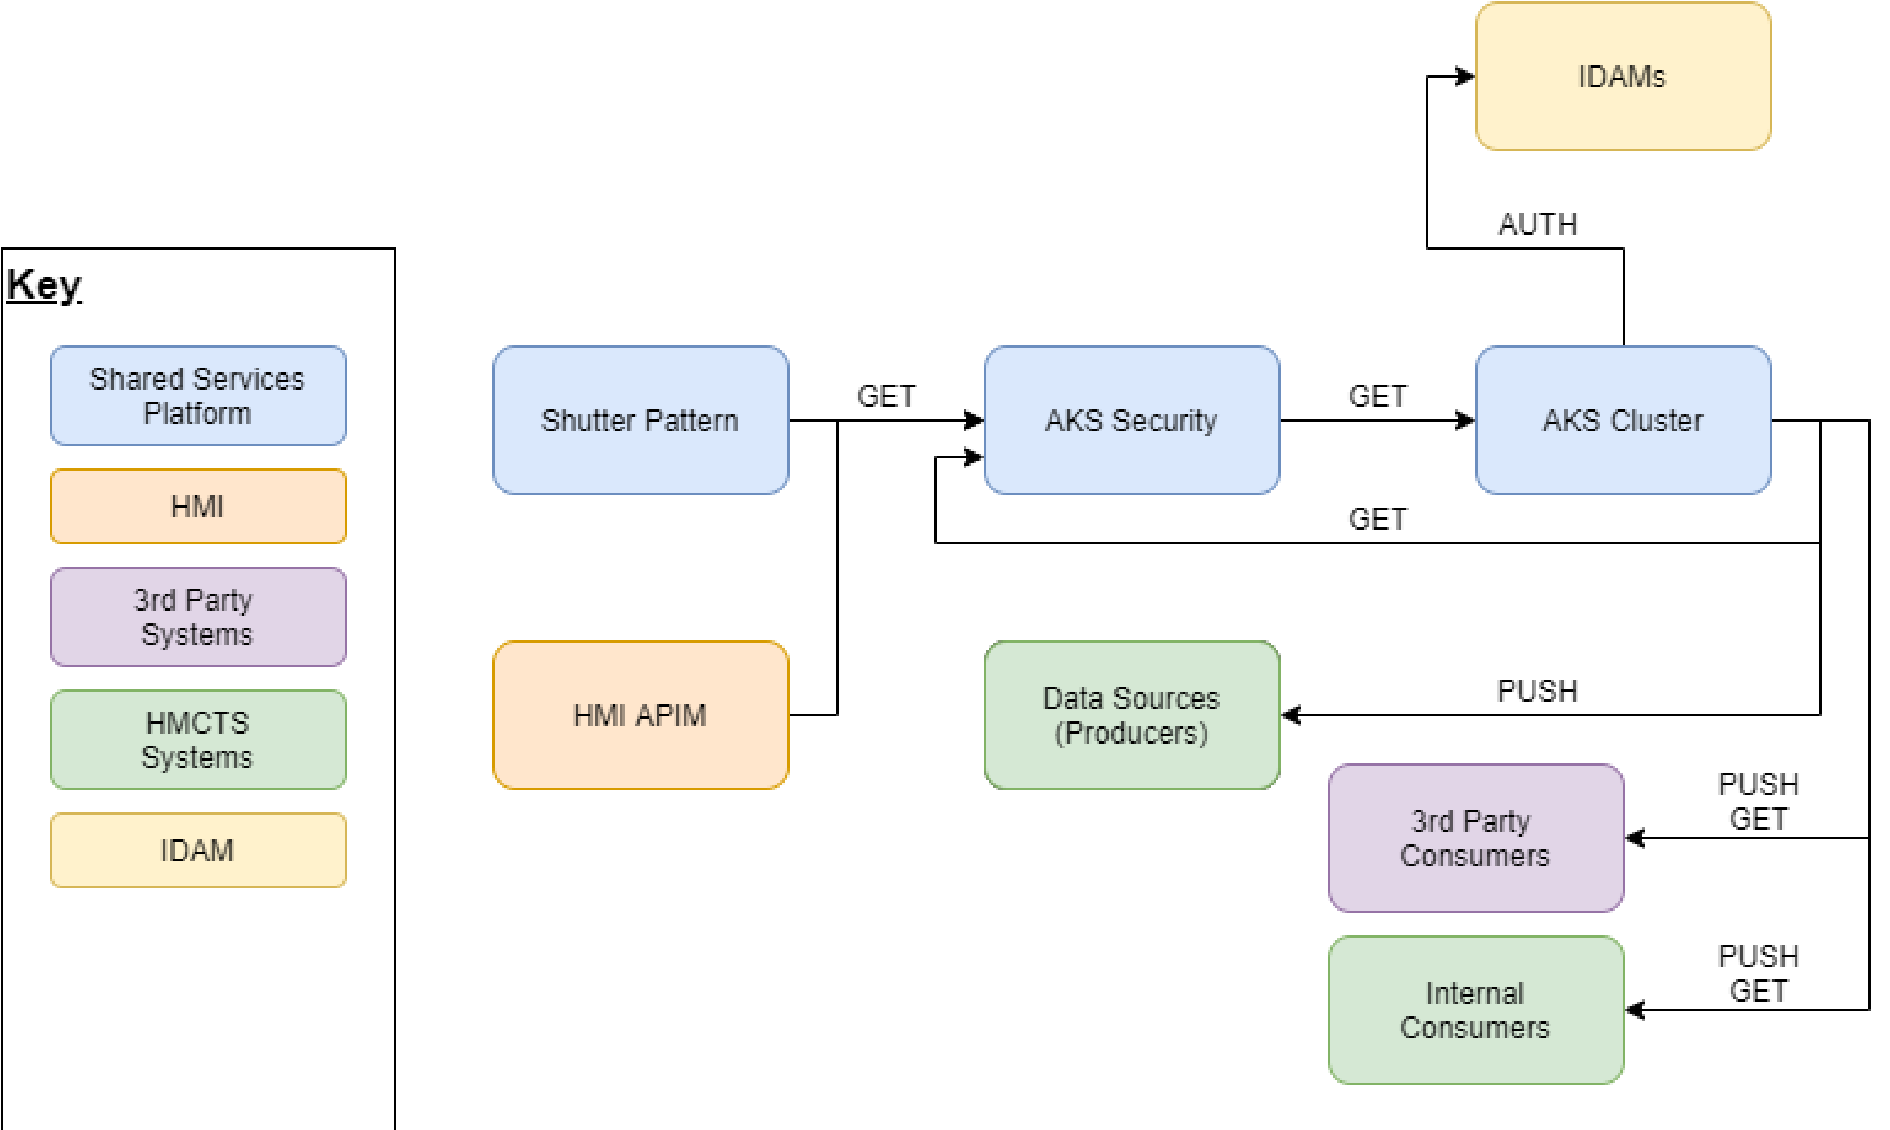 Key
Shared Services
Platform
HMI
3rd Party
Systems
HMCTS
Systems
IDAM
IDAMs
AUTH
Shutter Pattern
GET
AKS Security
GET
AKS Cluster
GET
HMI APIM
Data Sources
(Producers)
PUSH
3rd Party
Consumers
PUSH
GET
Internal
Consumers
PUSH
GET